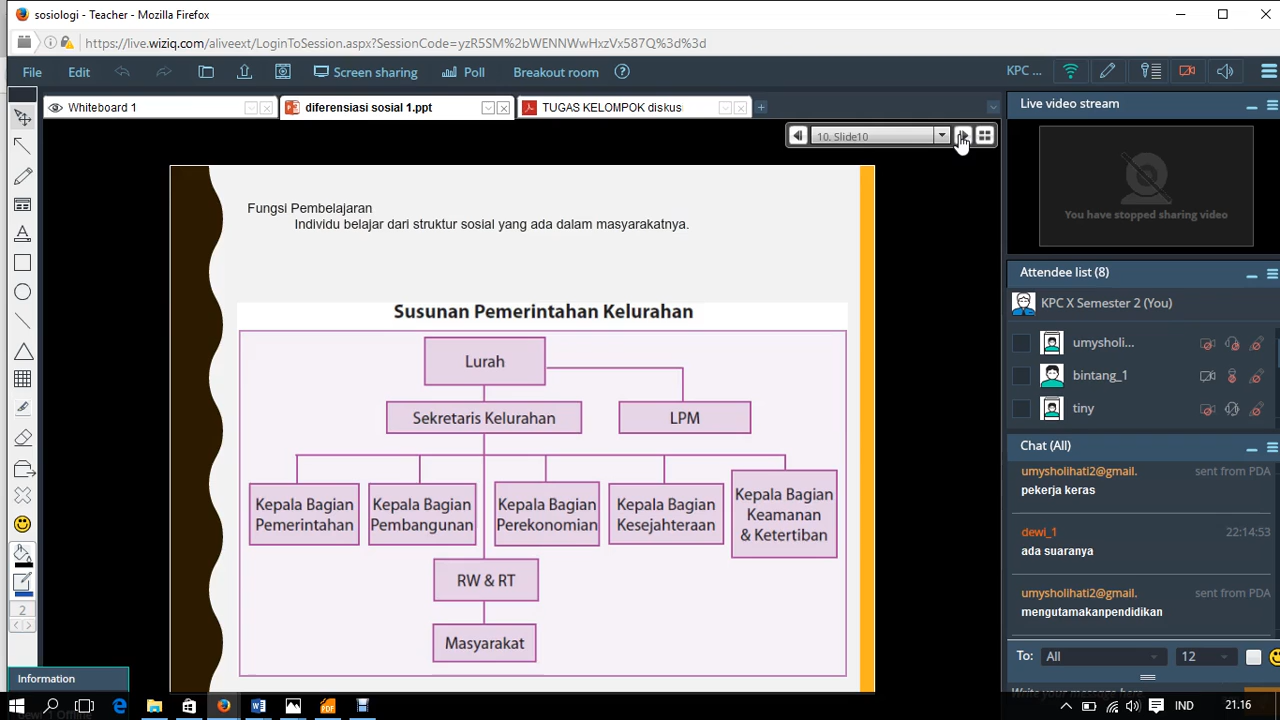 sosiologi - Teacher - Mozilla Firefox
https://live.wiziq.com/aliveext/LoginToSession.aspx?SessionCode=yzR5SM%2bWENNWwHxzVx587Q%3d%3d
File Edit Screen sharing Poll Breakout room KPC ...
Whiteboard 1 diferensiasi sosial 1.ppt TUGAS KELOMPOK diskus
10. Slide10
Fungsi Pembelajaran
Individu belajar dari struktur sosial yang ada dalam masyarakatnya.
Susunan Pemerintahan Kelurahan
Lurah
Sekretaris Kelurahan LPM
Kepala Bagian Pemerintahan
Kepala Bagian Pembangunan
Kepala Bagian Perekonomian
Kepala Bagian Kesejahteraan
Kepala Bagian Keamanan & Ketertiban
RW & RT
Masyarakat
Live video stream
You have stopped sharing video
Attendee list (8)
KPC X Semester 2 (You)
umysholi...
bintang_1
tiny
Chat (All)
umysholihati2@gmail. sent from PDA
pekerja keras
dewi_1 22:14:53
ada suaranya
umysholihati2@gmail. sent from PDA
mengutamakanpendidikan
To: All 12
Write your message here
2
Information
IND 21.16